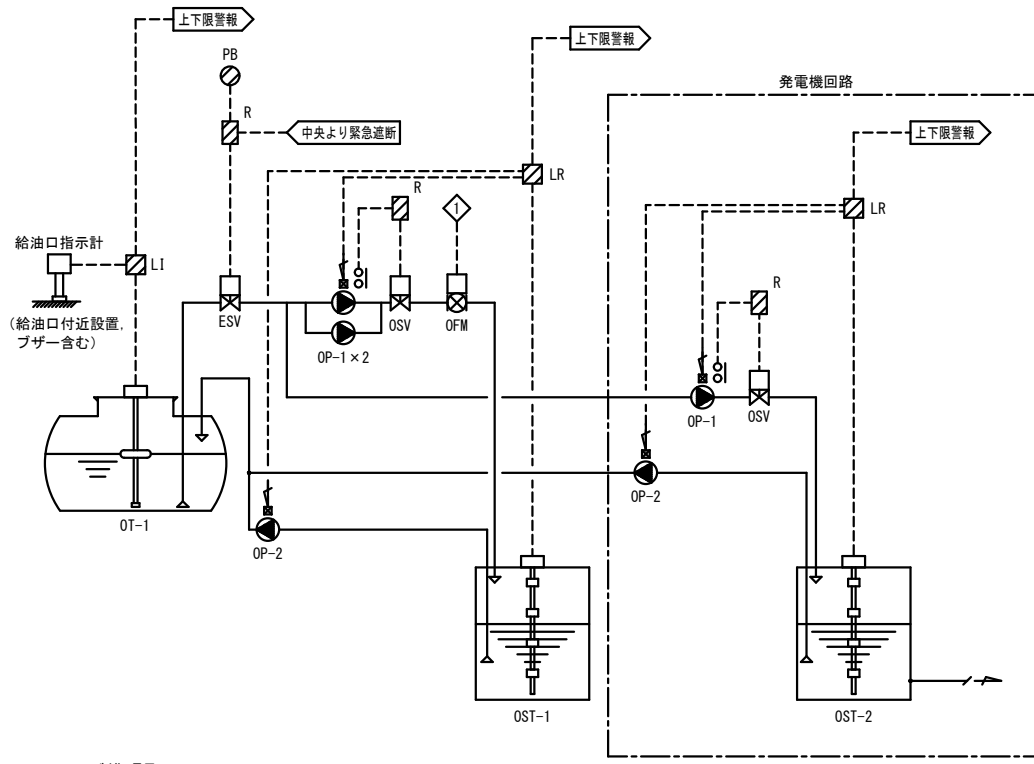 上下限警報
上下限警報
発電機回路
PB
R
中央より緊急遮断
上下限警報
LR
R
1
LR
給油口指示計
LI
R
(給油口付近設置,
ブザー含む)
ESV
OSV
OFM
OP-1×2
OP-1
OSV
OP-2
OT-1
OP-2
OST-1
OST-2